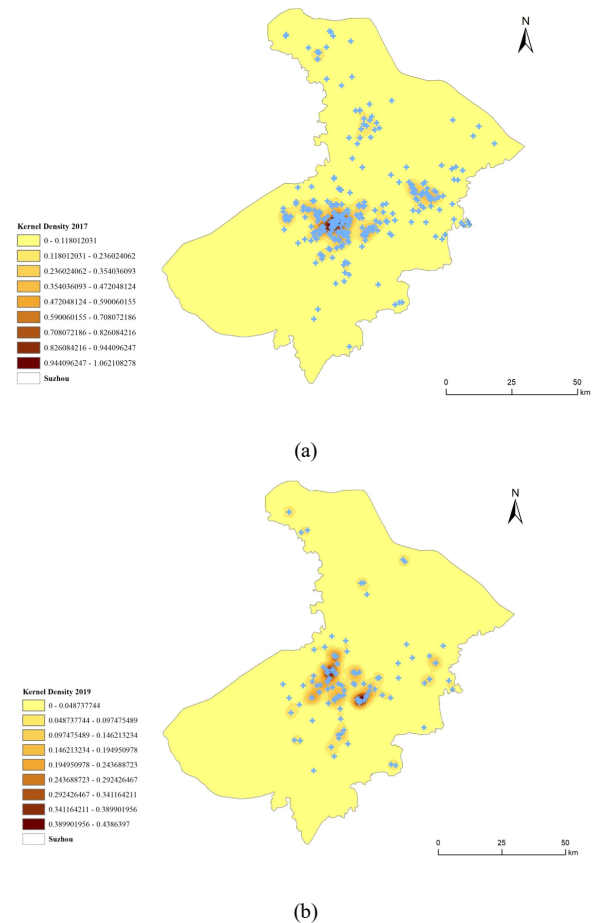 N
Kernel Density 2017
0 - 0.118012031
0.118012031 - 0.236024062
0.236024062 - 0.354036093
0.354036093 - 0.472048124
0.472048124 - 0.590060155
0.590060155 - 0.708072186
0.708072186 - 0.826084216
0.826084216 - 0.944096247
0.944096247 - 1.062108278
Suzhou
0 25 50
km
(a)
N
Kernel Density 2019
0 - 0.048737744
0.048737744 - 0.097475489
0.097475489 - 0.146213234
0.146213234 - 0.194950978
0.194950978 - 0.243688723
0.243688723 - 0.292426467
0.292426467 - 0.341164211
0.341164211 - 0.389901956
0.389901956 - 0.4386397
Suzhou
0 25 50
km
(b)